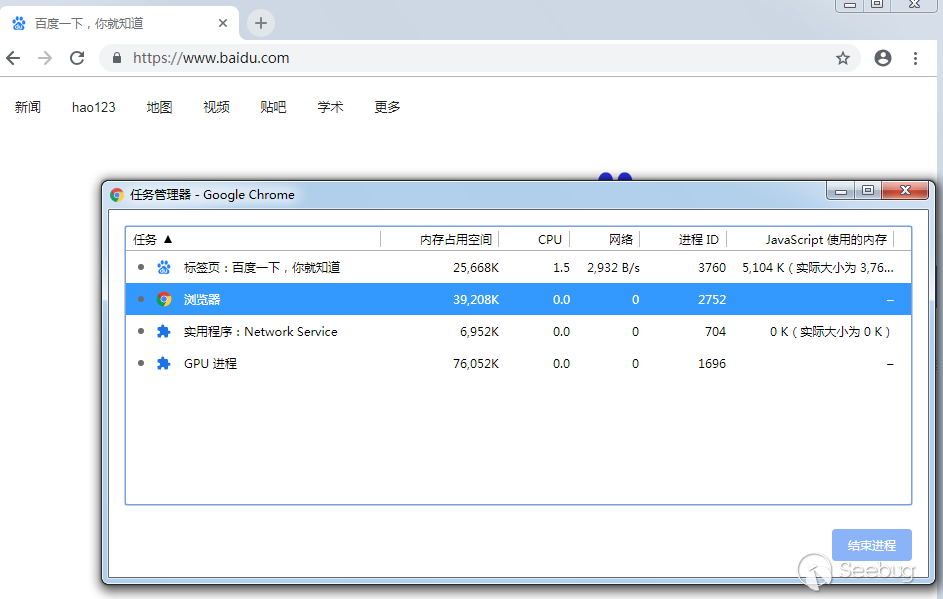 百度一下，你就知道
https://www.baidu.com
新闻 hao123 地图 视频 贴吧 学术 更多
任务管理器 - Google Chrome
任务 ▲ 内存占用空间 CPU 网络 进程 ID JavaScript 使用的内存
标签页：百度一下，你就知道 25,668K 1.5 2,932 B/s 3760 5,104 K（实际大小为 3,76...
浏览器 39,208K 0.0 0 2752 –
实用程序：Network Service 6,952K 0.0 0 704 0 K（实际大小为 0 K）
GPU 进程 76,052K 0.0 0 1696 –
结束进程
Seebug